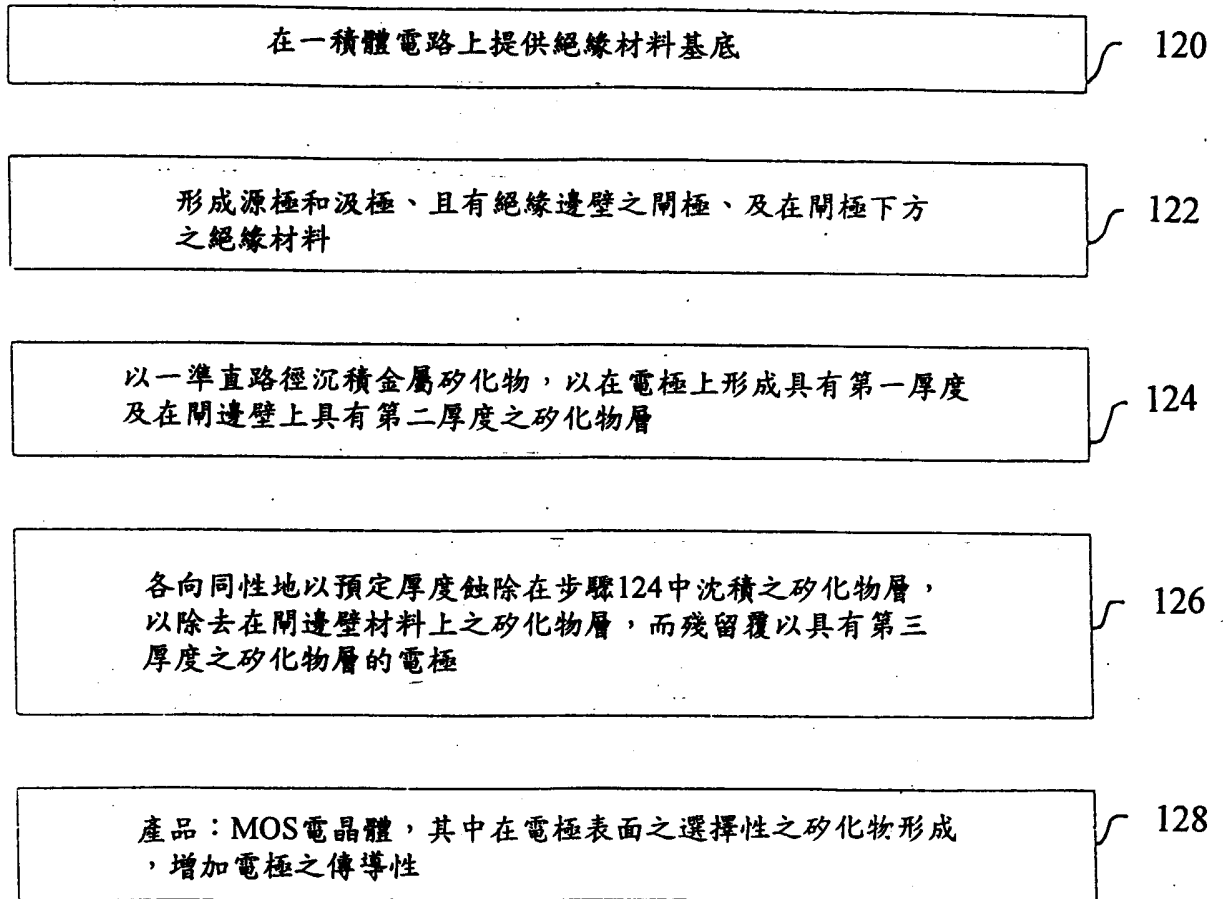 在一積體電路上提供絕緣材料基底
120
形成源極和汲極、且有絕緣邊壁之閘極、及在閘極下方
之絕緣材料
122
以一準直路徑沉積金屬矽化物，以在電極上形成具有第一厚度
及在閘邊壁上具有第二厚度之矽化物層
124
各向同性地以預定厚度蝕除在步驟124中沈積之矽化物層，
以除去在閘邊壁材料上之矽化物層，而殘留覆以具有第三
厚度之矽化物層的電極
126
產品：MOS電晶體，其中在電極表面之選擇性之矽化物形成
，增加電極之傳導性
128